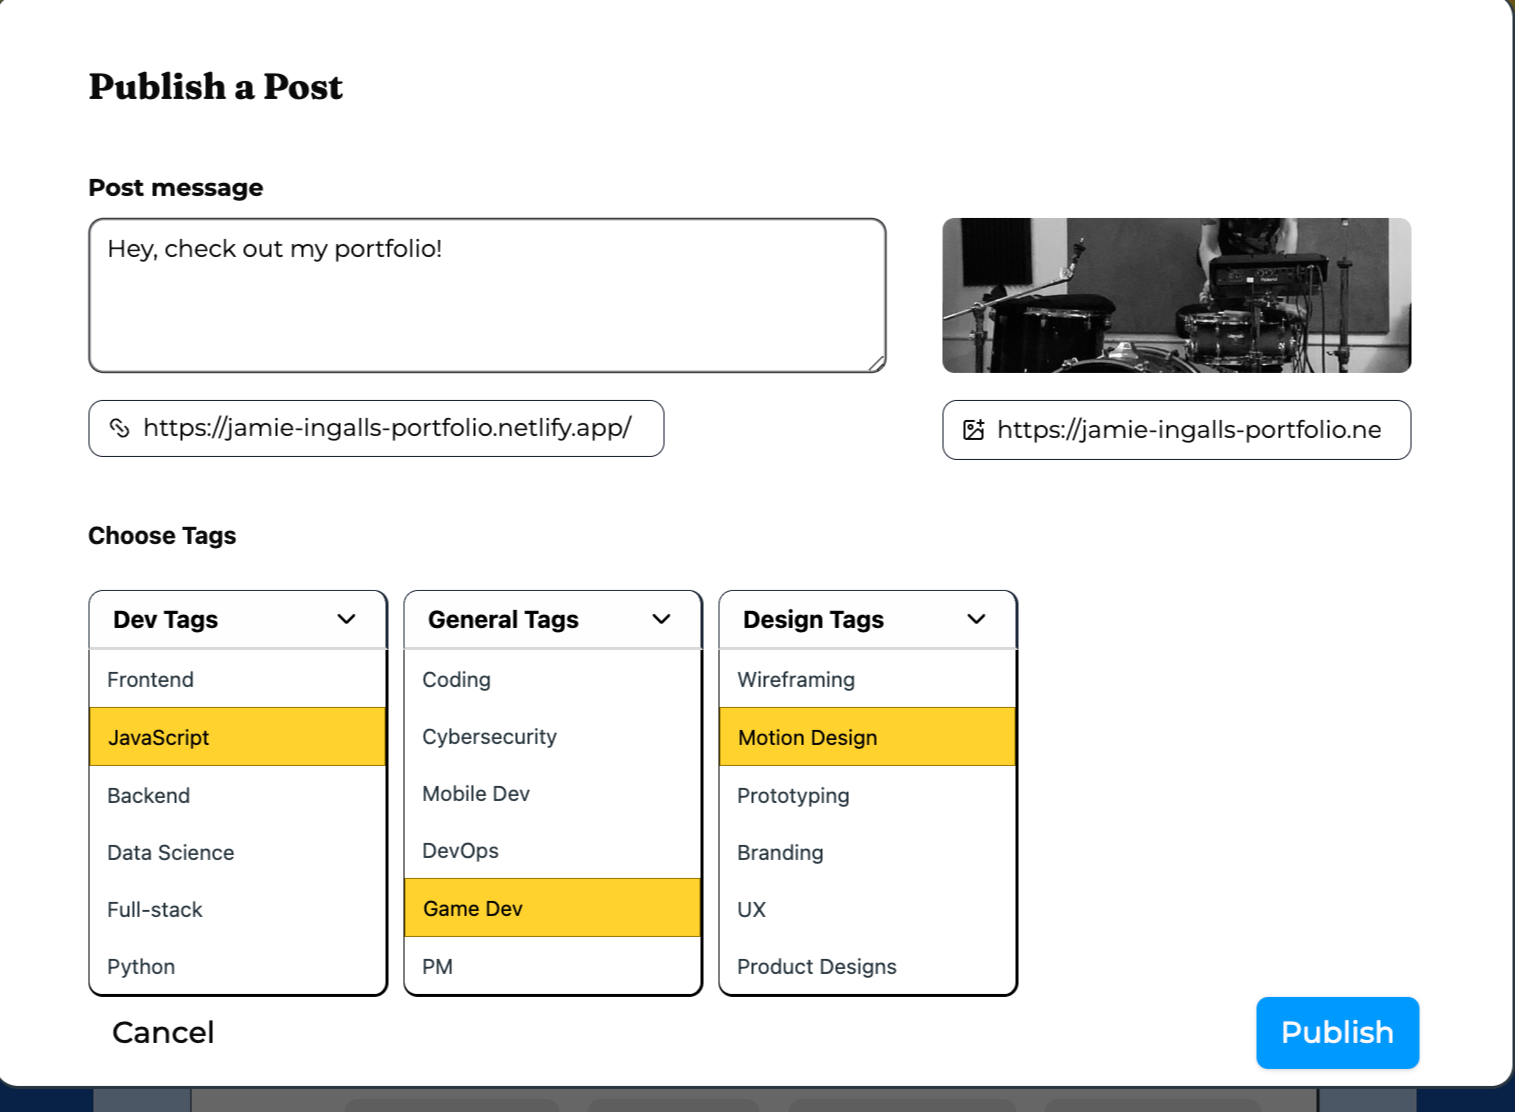 Publish a Post
Post message
Hey, check out my portfolio!
https://jamie-ingalls-portfolio.netlify.app/
https://jamie-ingalls-portfolio.ne
Choose Tags
Dev Tags
Frontend
JavaScript
Backend
Data Science
Full-stack
Python
General Tags
Coding
Cybersecurity
Mobile Dev
DevOps
Game Dev
PM
Design Tags
Wireframing
Motion Design
Prototyping
Branding
UX
Product Designs
Cancel
Publish